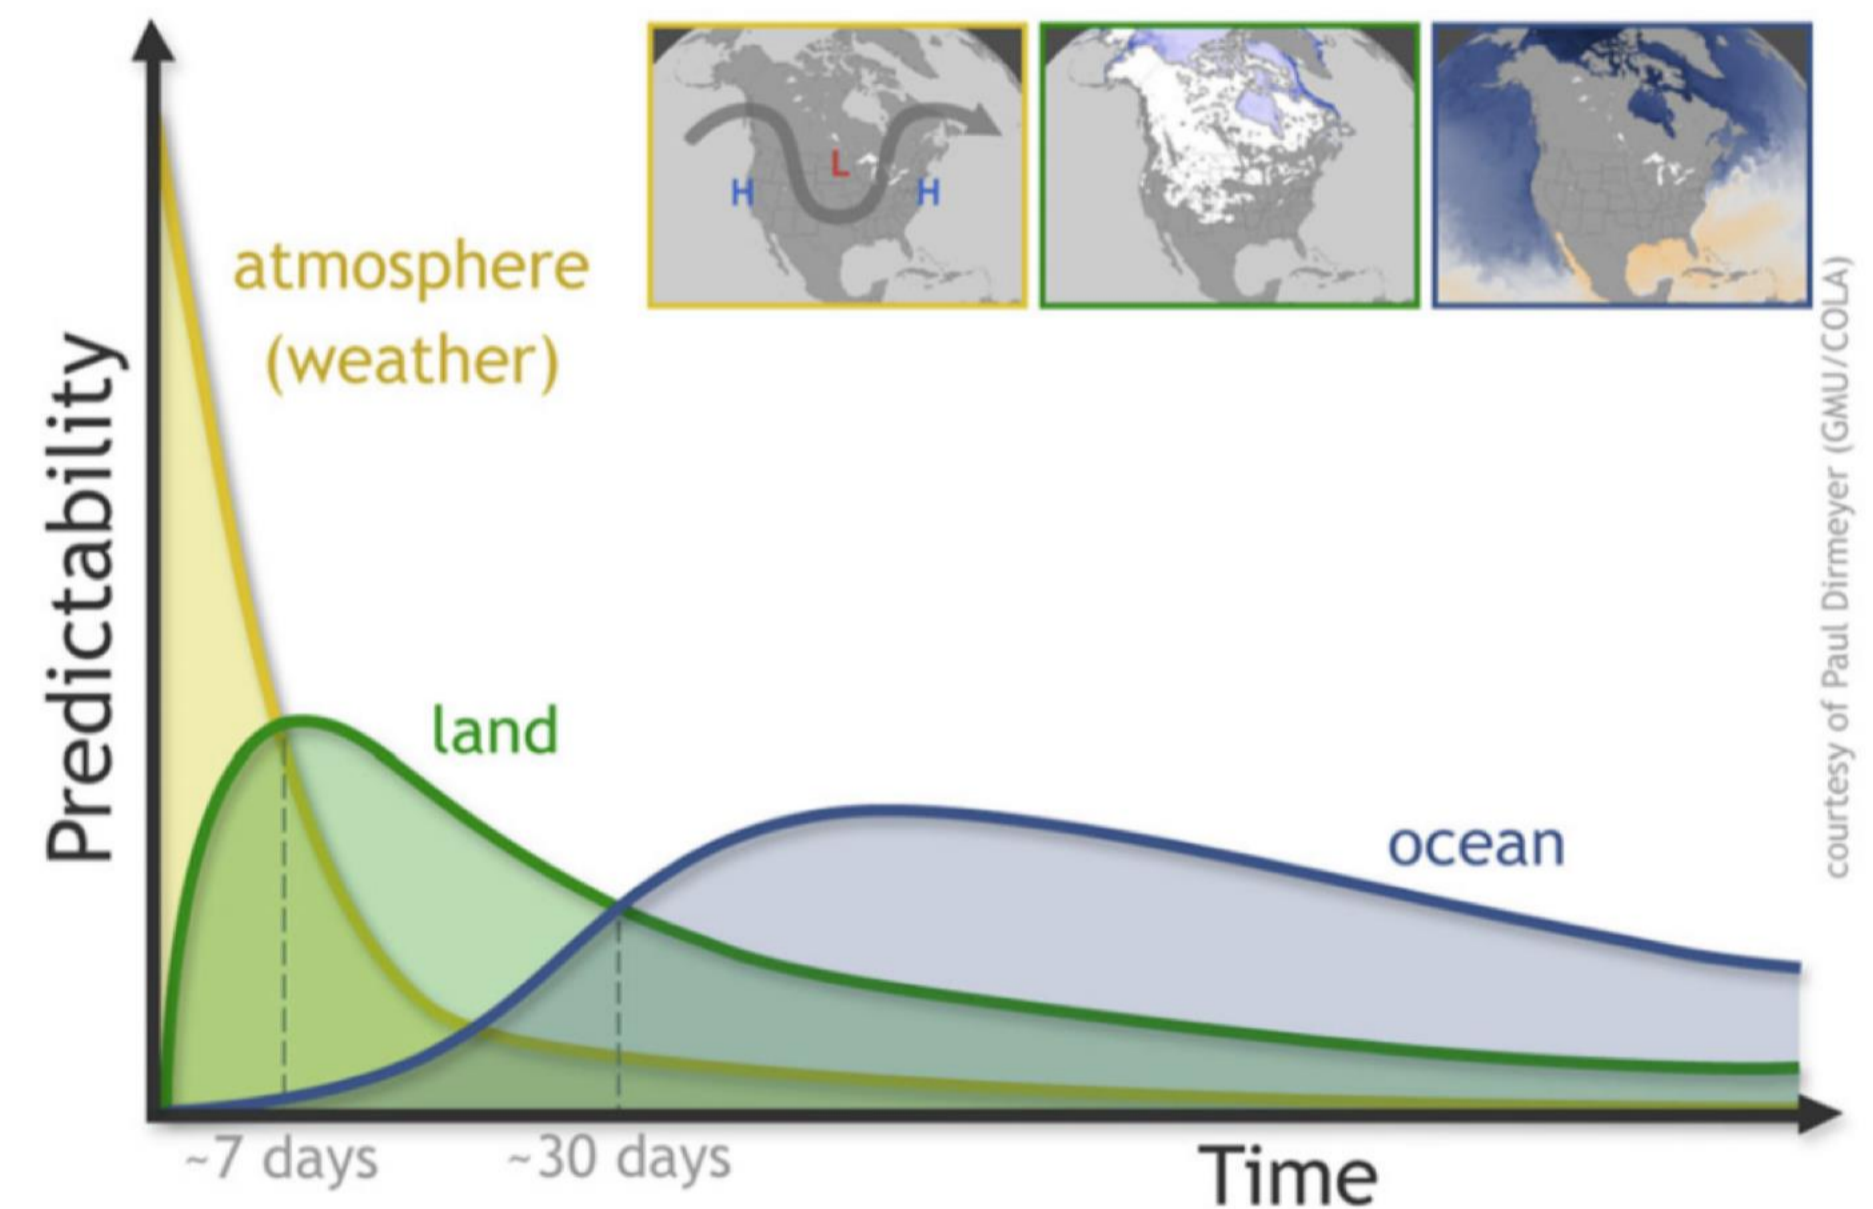 H
L
H
atmosphere
(weather)
Predictability
land
ocean
courtesy of Paul Dirmeyer (GMU/COLA)
~7 days
~30 days
Time